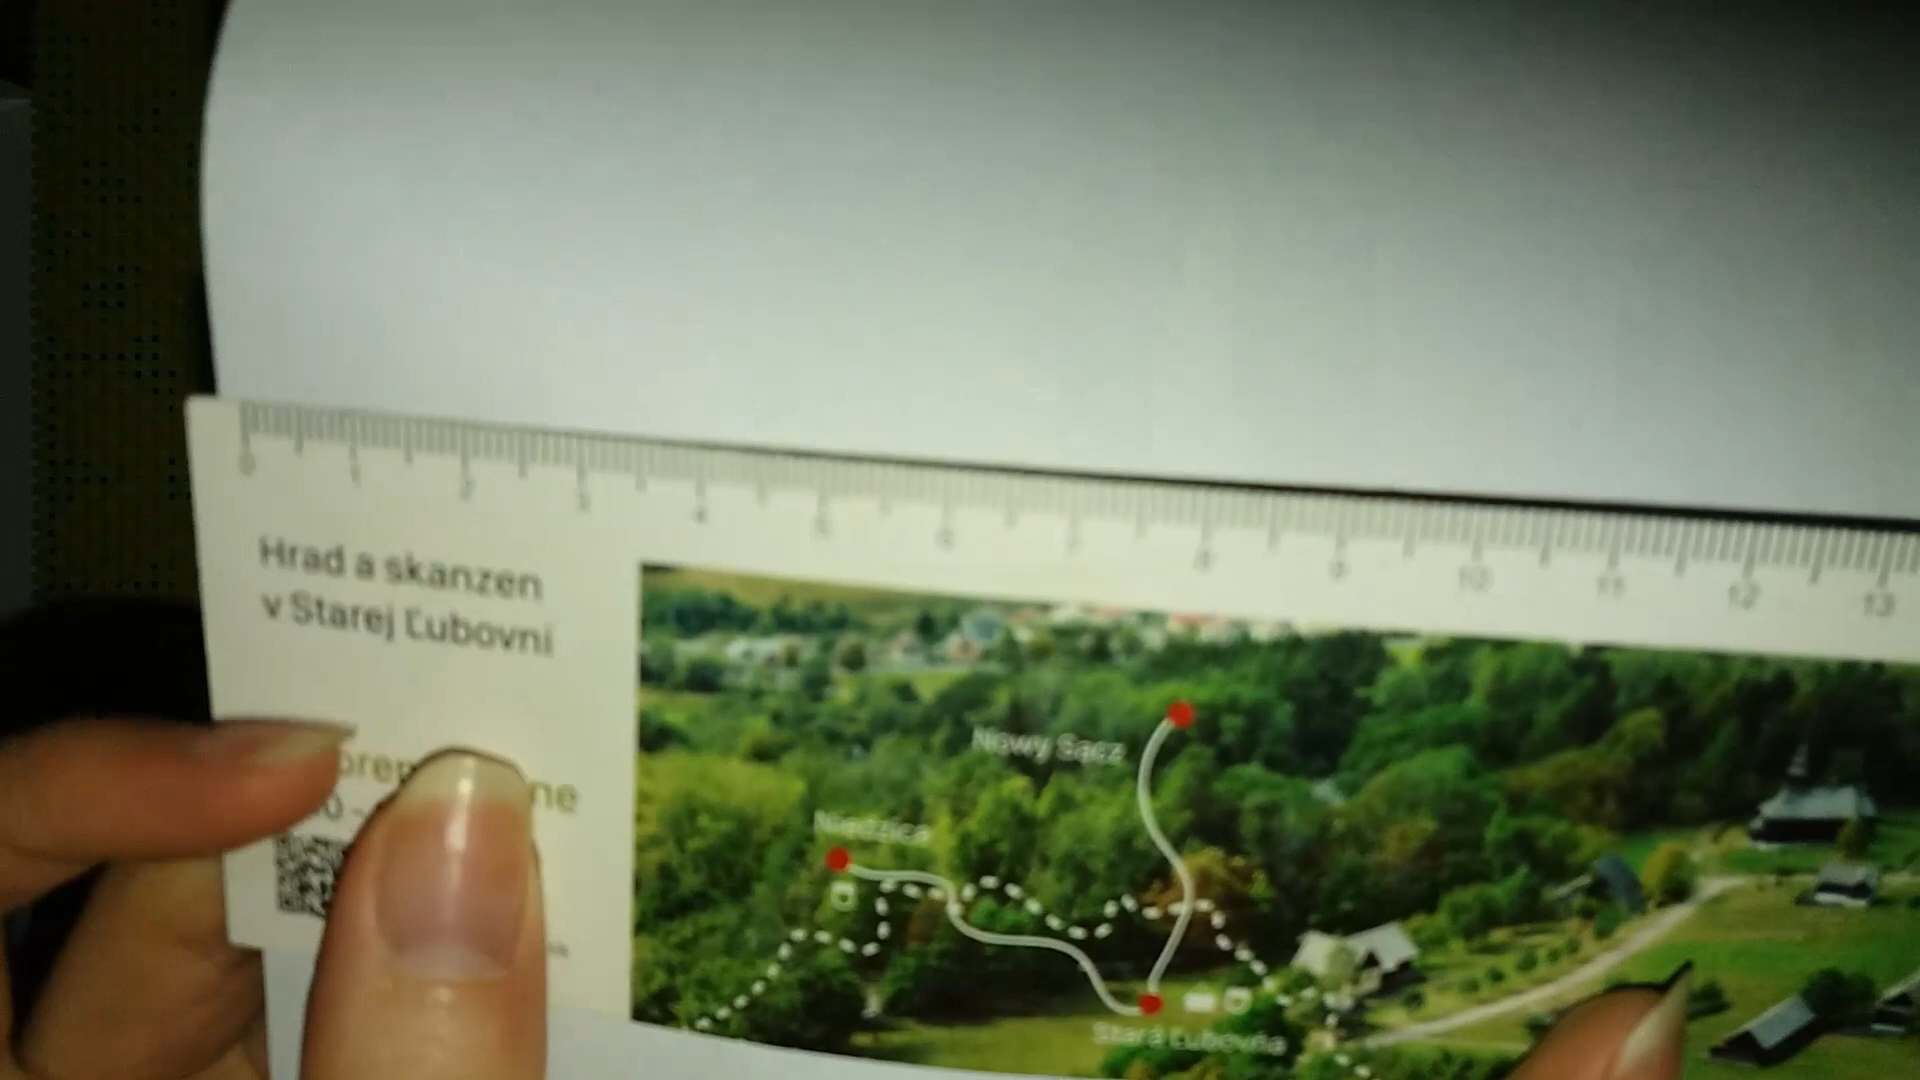 0 1 2 3 4 5 6 7 8 9 10 11 12 13
Hrad a skanzen
v Starej Ľubovni
Nowy Sącz
Niedzica
Stará Ľubovňa